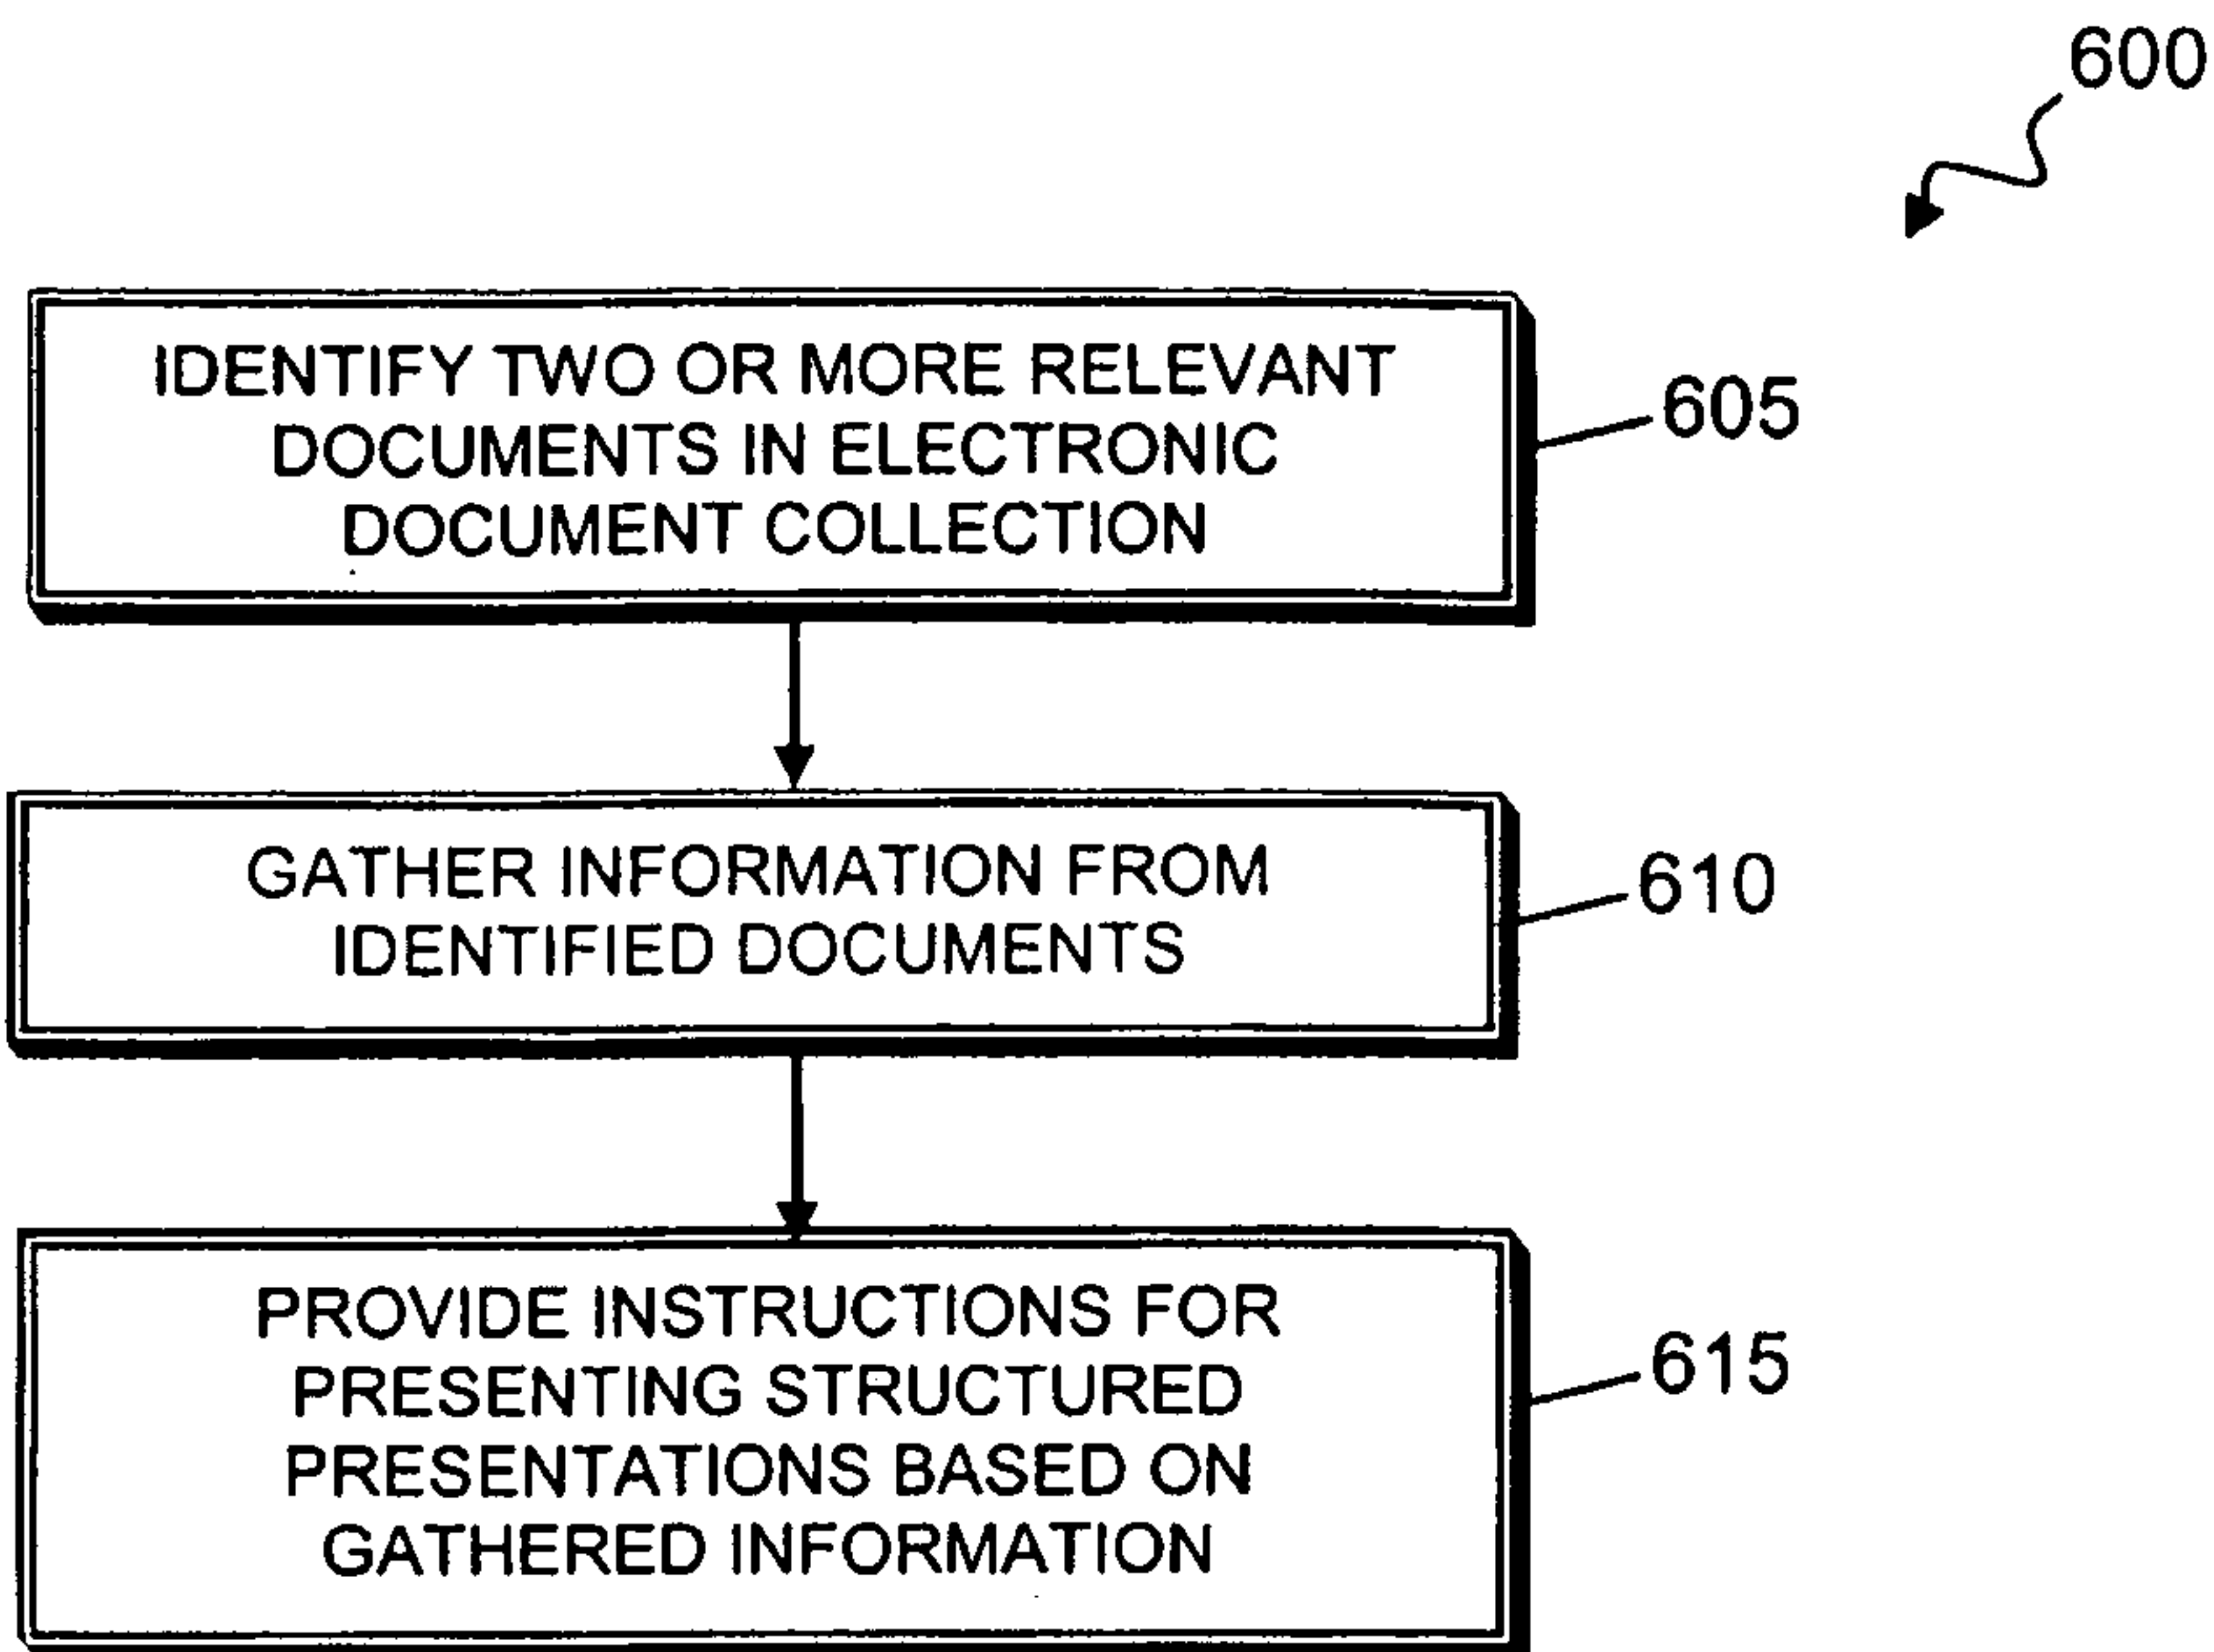 600
IDENTIFY TWO OR MORE RELEVANT
DOCUMENTS IN ELECTRONIC
DOCUMENT COLLECTION
605
GATHER INFORMATION FROM
IDENTIFIED DOCUMENTS
610
PROVIDE INSTRUCTIONS FOR
PRESENTING STRUCTURED
PRESENTATIONS BASED ON
GATHERED INFORMATION
615